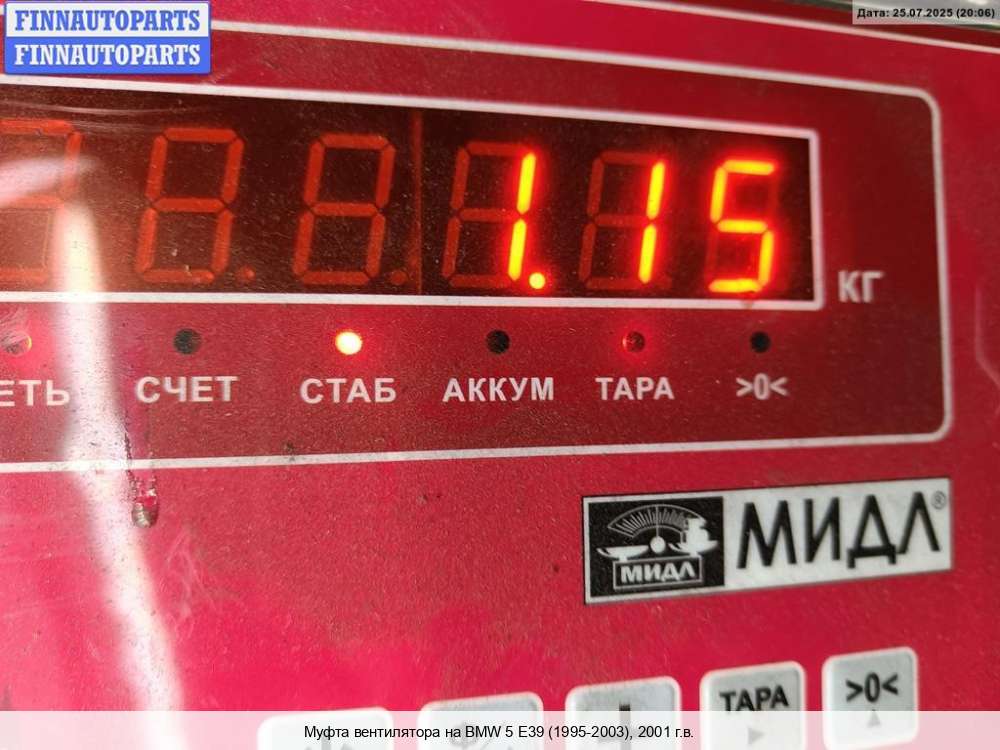 FINNAUTOPARTS
FINNAUTOPARTS
Дата: 25.07.2025 (20:06)
1.15
КГ
ЕТЬ
СЧЕТ
СТАБ
АККУМ
ТАРА
>0<
МИДЛ
МИДЛ®
ТАРА
>0<
Муфта вентилятора на BMW 5 E39 (1995-2003), 2001 г.в.